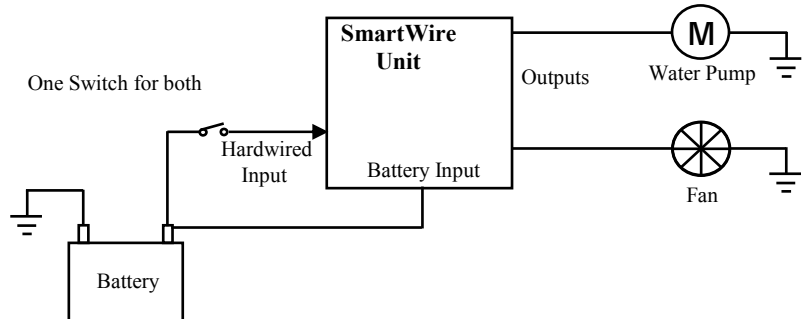 SmartWire
Unit
M
Water Pump
Outputs
One Switch for both
Hardwired
Input
Battery Input
Fan
Battery